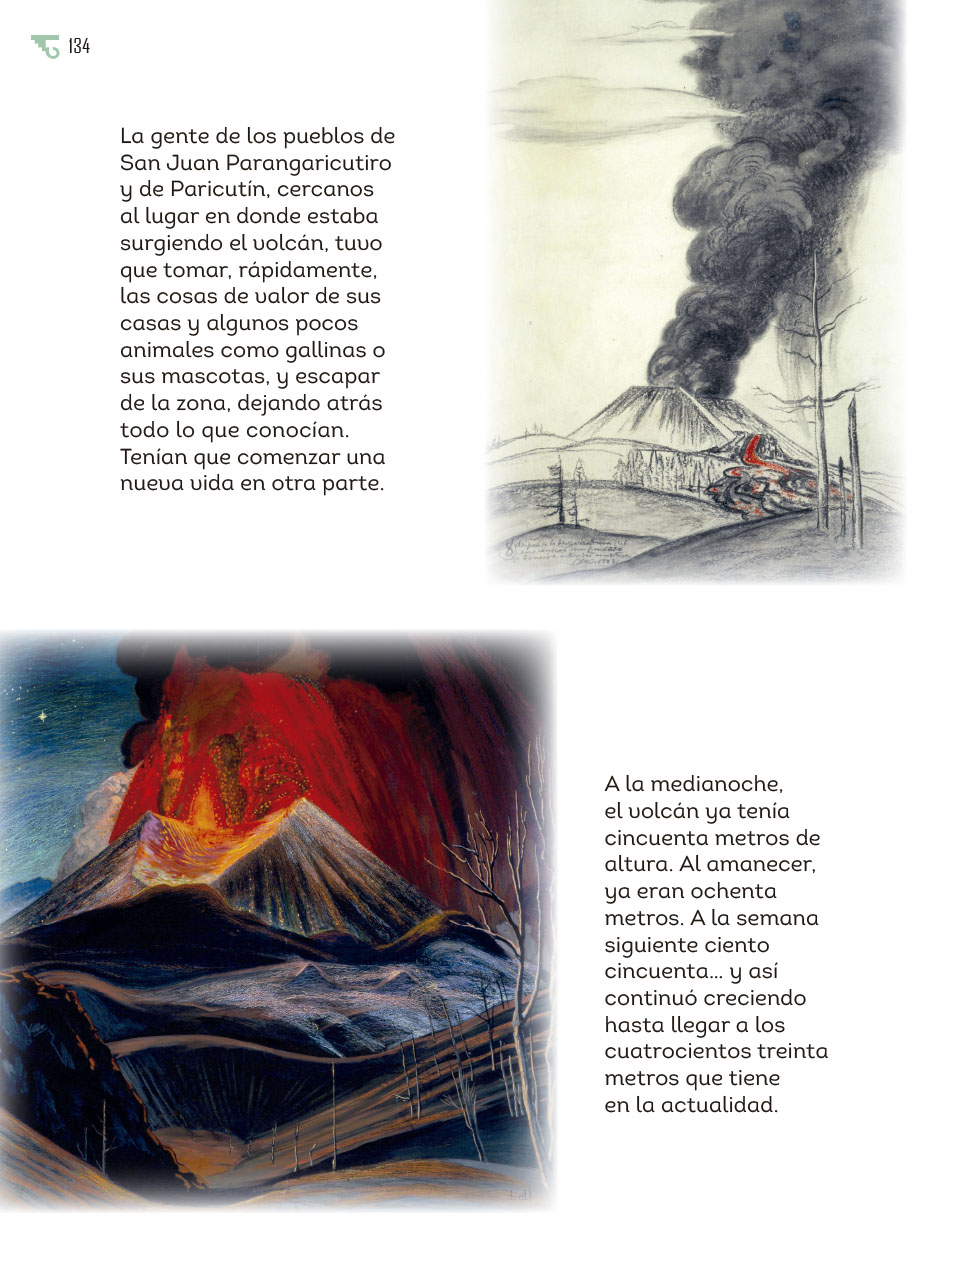 134
La gente de los pueblos de
San Juan Parangaricutiro
y de Paricutín, cercanos
al lugar en donde estaba
surgiendo el volcán, tuvo
que tomar, rápidamente,
las cosas de valor de sus
casas y algunos pocos
animales como gallinas o
sus mascotas, y escapar
de la zona, dejando atrás
todo lo que conocían.
Tenían que comenzar una
nueva vida en otra parte.
A la medianoche,
el volcán ya tenía
cincuenta metros de
altura. Al amanecer,
ya eran ochenta
metros. A la semana
siguiente ciento
cincuenta... y así
continuó creciendo
hasta llegar a los
cuatrocientos treinta
metros que tiene
en la actualidad.